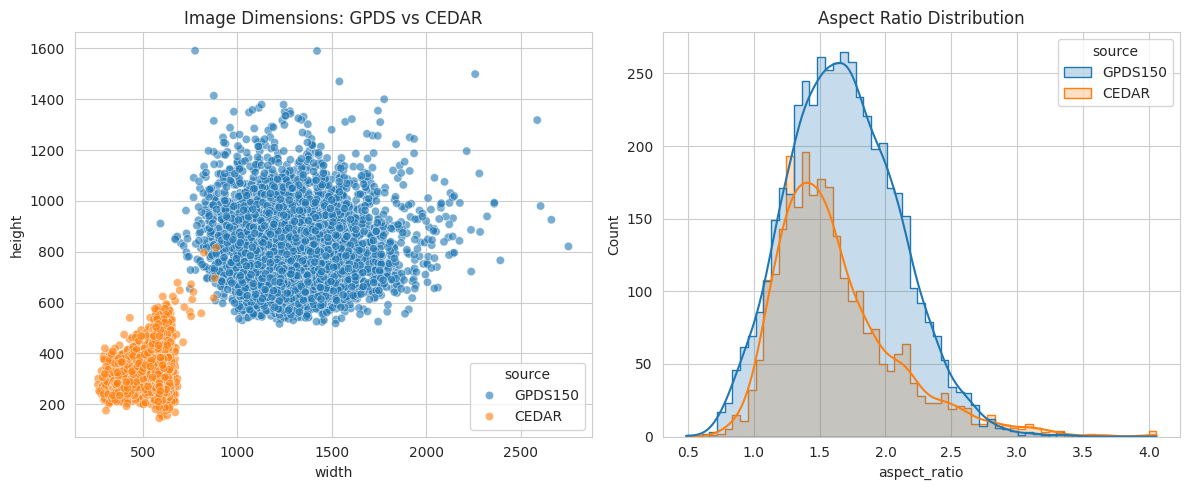 Image Dimensions: GPDS vs CEDAR
1600
1400
1200
1000
800
600
400
200
height
500
1000
1500
2000
2500
width
source
GPDS150
CEDAR
Aspect Ratio Distribution
250
200
150
100
50
0
Count
0.5
1.0
1.5
2.0
2.5
3.0
3.5
4.0
aspect_ratio
source
GPDS150
CEDAR